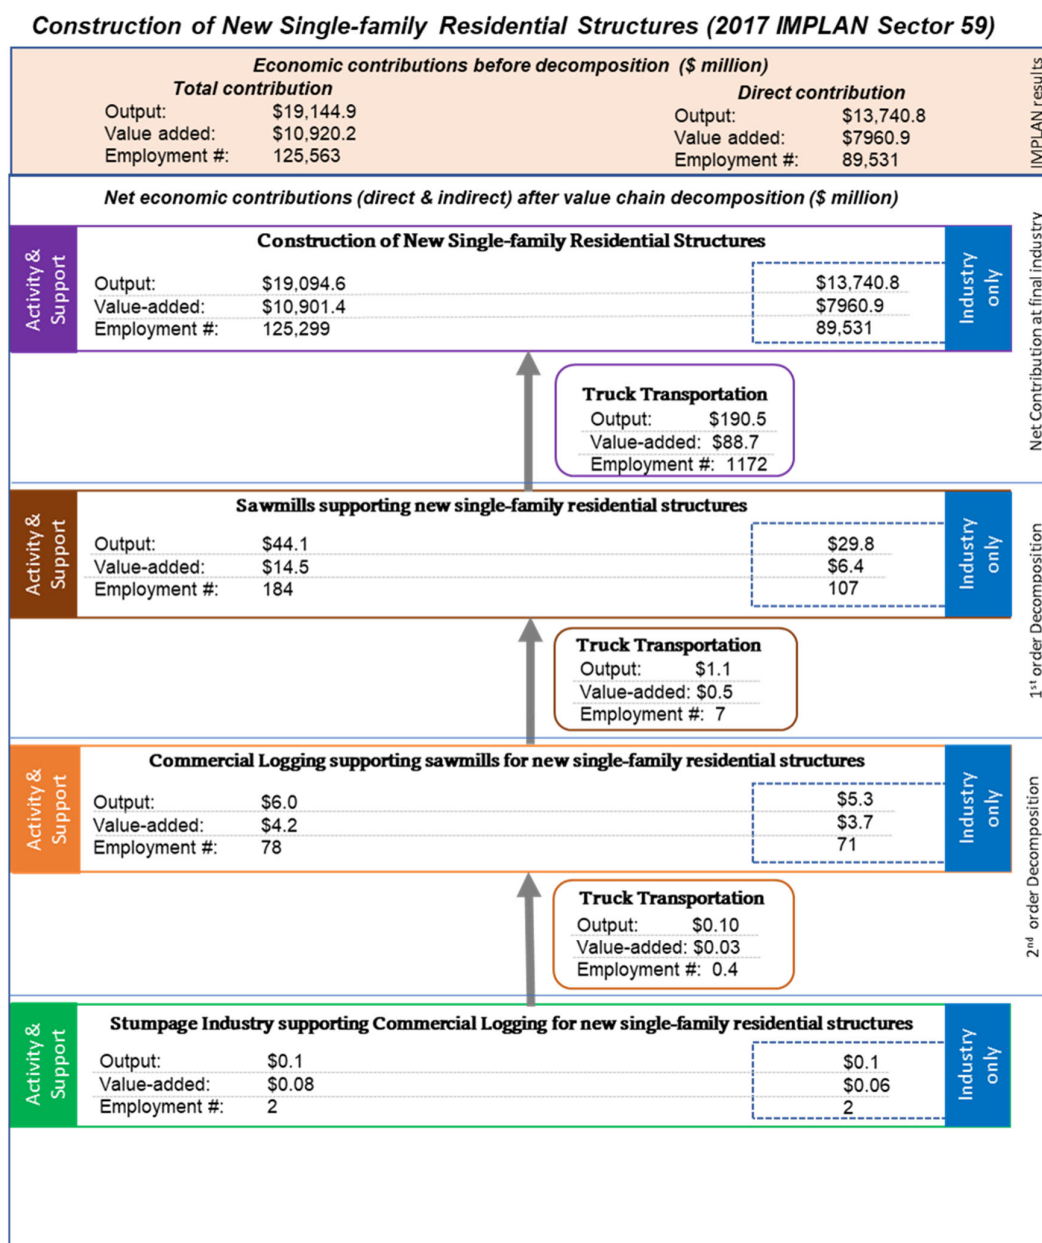 Construction of New Single-family Residential Structures (2017 IMPLAN Sector 59)
Economic contributions before decomposition ($ million)
Total contribution
Output: $19,144.9
Value added: $10,920.2
Employment #: 125,563
Direct contribution
Output: $13,740.8
Value added: $7960.9
Employment #: 89,531
IMPLAN results
Net economic contributions (direct & indirect) after value chain decomposition ($ million)
Activity &
Support
Construction of New Single-family Residential Structures
Output: $19,094.6 $13,740.8
Value-added: $10,901.4 $7960.9
Employment #: 125,299 89,531
Industry
only
Net Contribution at final industry
Truck Transportation
Output: $190.5
Value-added: $88.7
Employment #: 1172
Activity &
Support
Sawmills supporting new single-family residential structures
Output: $44.1 $29.8
Value-added: $14.5 $6.4
Employment #: 184 107
Industry
only
1st order Decomposition
Truck Transportation
Output: $1.1
Value-added: $0.5
Employment #: 7
Activity &
Support
Commercial Logging supporting sawmills for new single-family residential structures
Output: $6.0 $5.3
Value-added: $4.2 $3.7
Employment #: 78 71
Industry
only
2nd order Decomposition
Truck Transportation
Output: $0.10
Value-added: $0.03
Employment #: 0.4
Activity &
Support
Stumpage Industry supporting Commercial Logging for new single-family residential structures
Output: $0.1 $0.1
Value-added: $0.08 $0.06
Employment #: 2 2
Industry
only